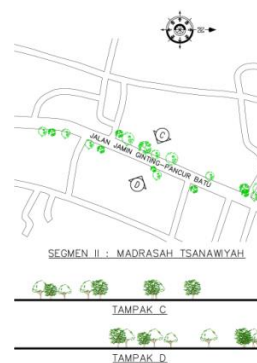 C
JALAN JAMIN GINTING-PANCUR BATU
D
SEGMEN II : MADRASAH TSANAWIYAH
TAMPAK C
TAMPAK D